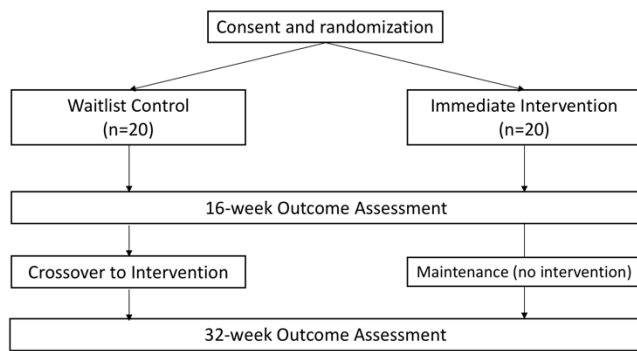 Consent and randomization
Waitlist Control
(n=20)
Immediate Intervention
(n=20)
16-week Outcome Assessment
Crossover to Intervention
Maintenance (no intervention)
32-week Outcome Assessment